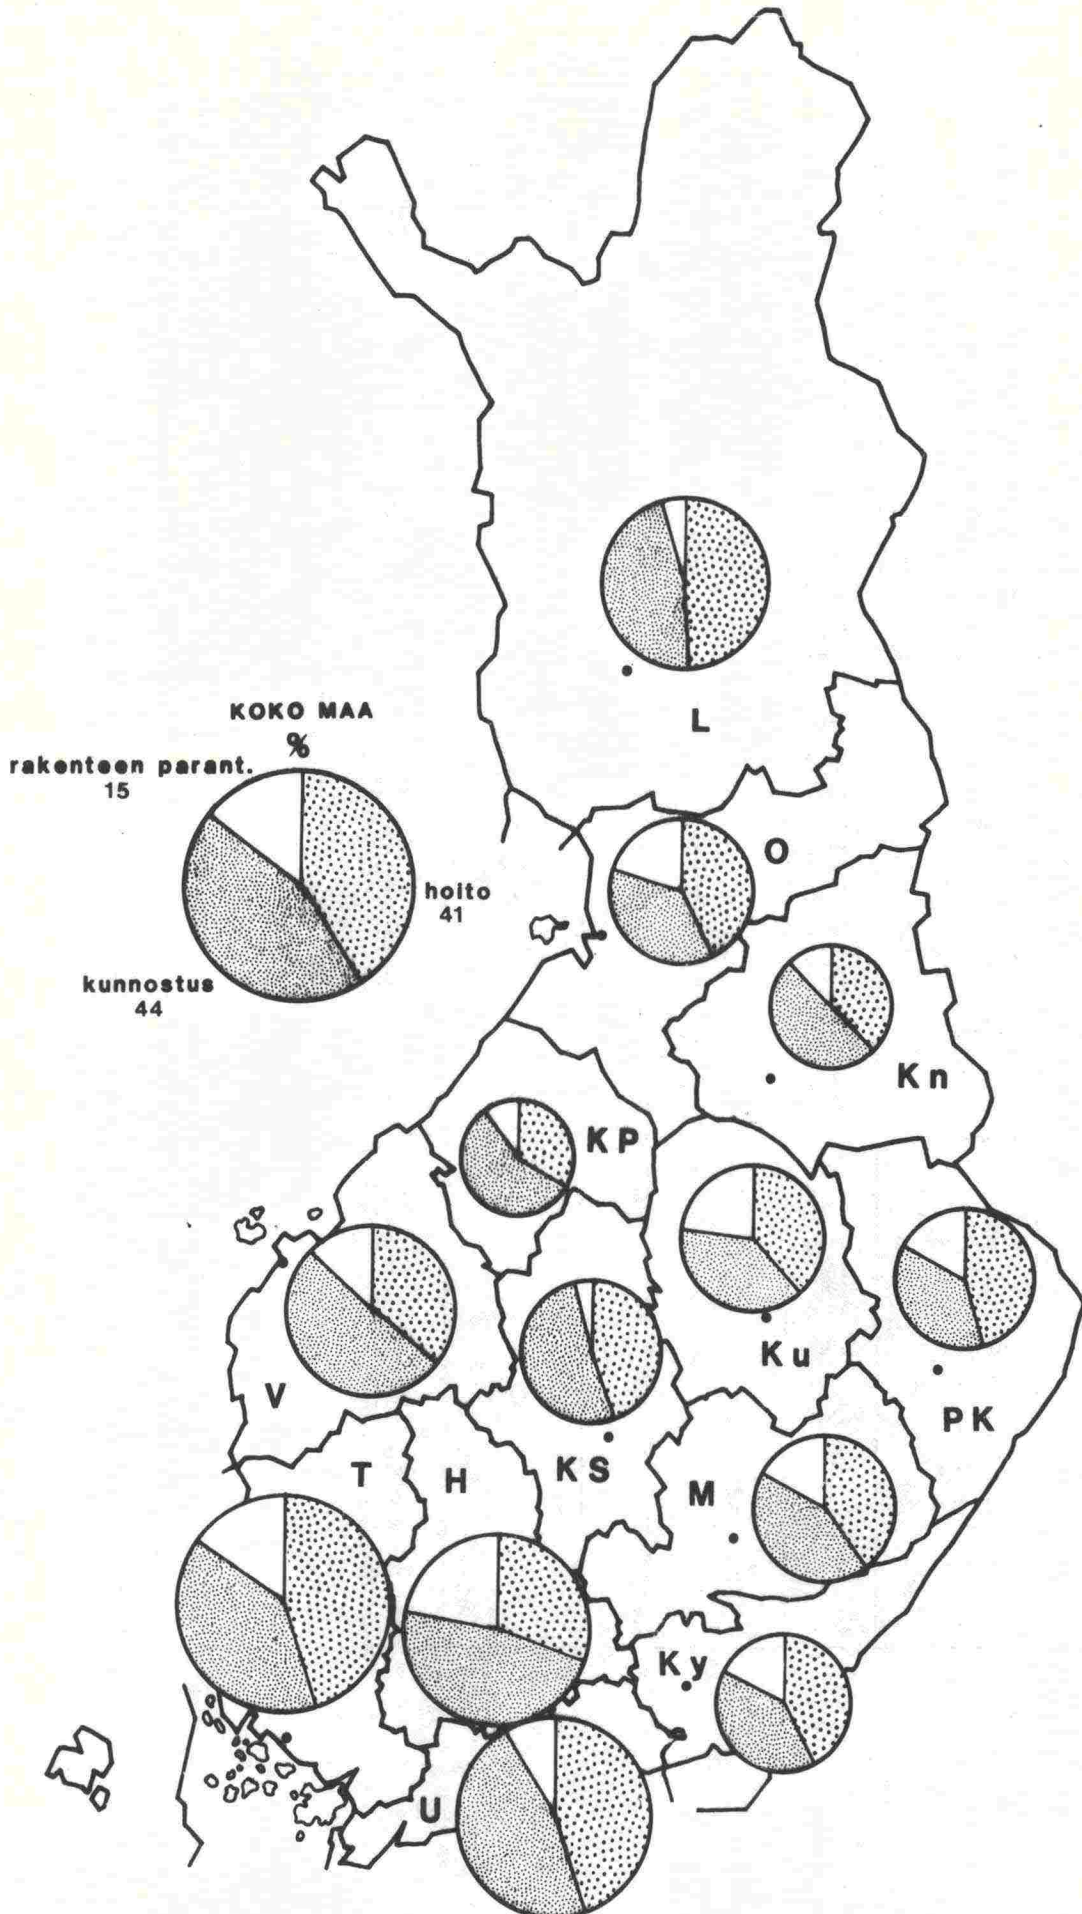 KOKO MAA
%
rakenteen parant.
15
hoito
41
kunnostus
44
L
O
Kn
KP
Ku
PK
V
T
H
KS
M
Ky
U